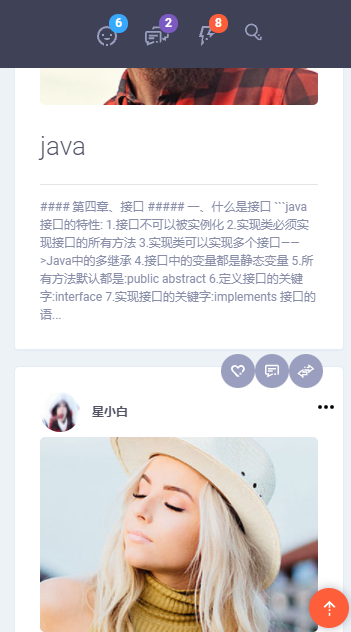 6
2
8
java
#### 第四章、接口 ##### 一、什么是接口 ```java
接口的特性: 1.接口不可以被实例化 2.实现类必须实
现接口的所有方法 3.实现类可以实现多个接口——
>Java中的多继承 4.接口中的变量都是静态变量 5.所
有方法默认都是:public abstract 6.定义接口的关键
字:interface 7.实现接口的关键字:implements 接口的
语...
星小白